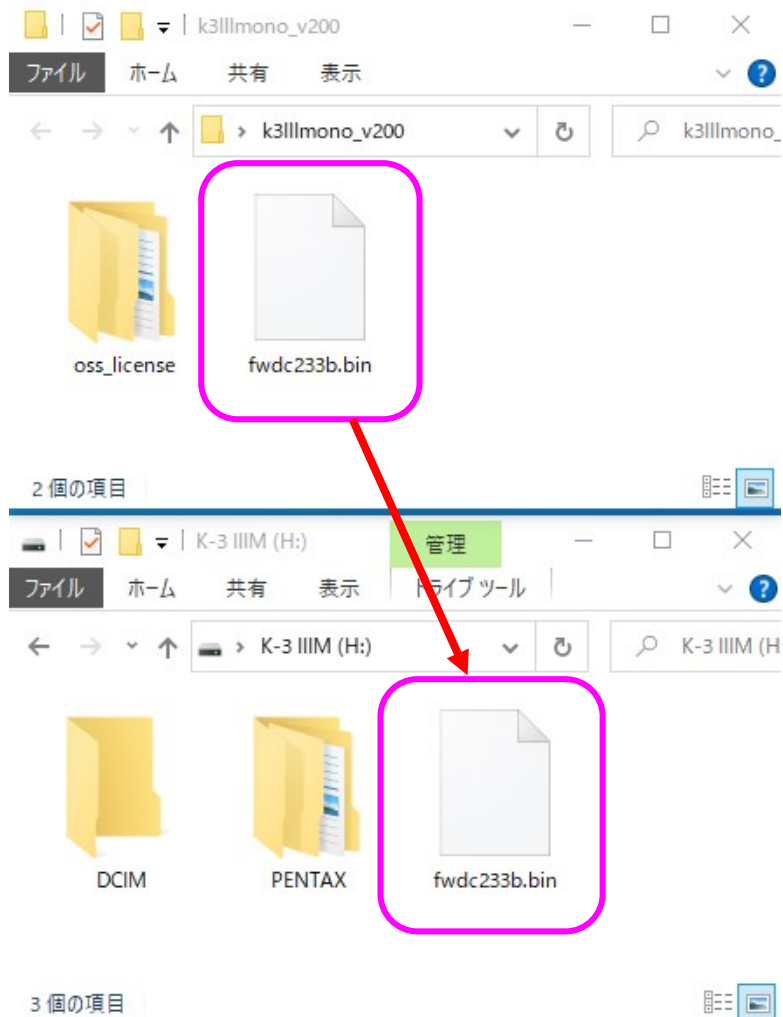 k3lllmono_v200
ファイル ホーム 共有 表示
k3lllmono_v200 k3lllmono_
oss_license fwdc233b.bin
2 個の項目
K-3 IIIM (H:) 管理
ファイル ホーム 共有 表示 ドライブ ツール
K-3 IIIM (H:) K-3 IIIM (H
DCIM PENTAX fwdc233b.bin
3 個の項目